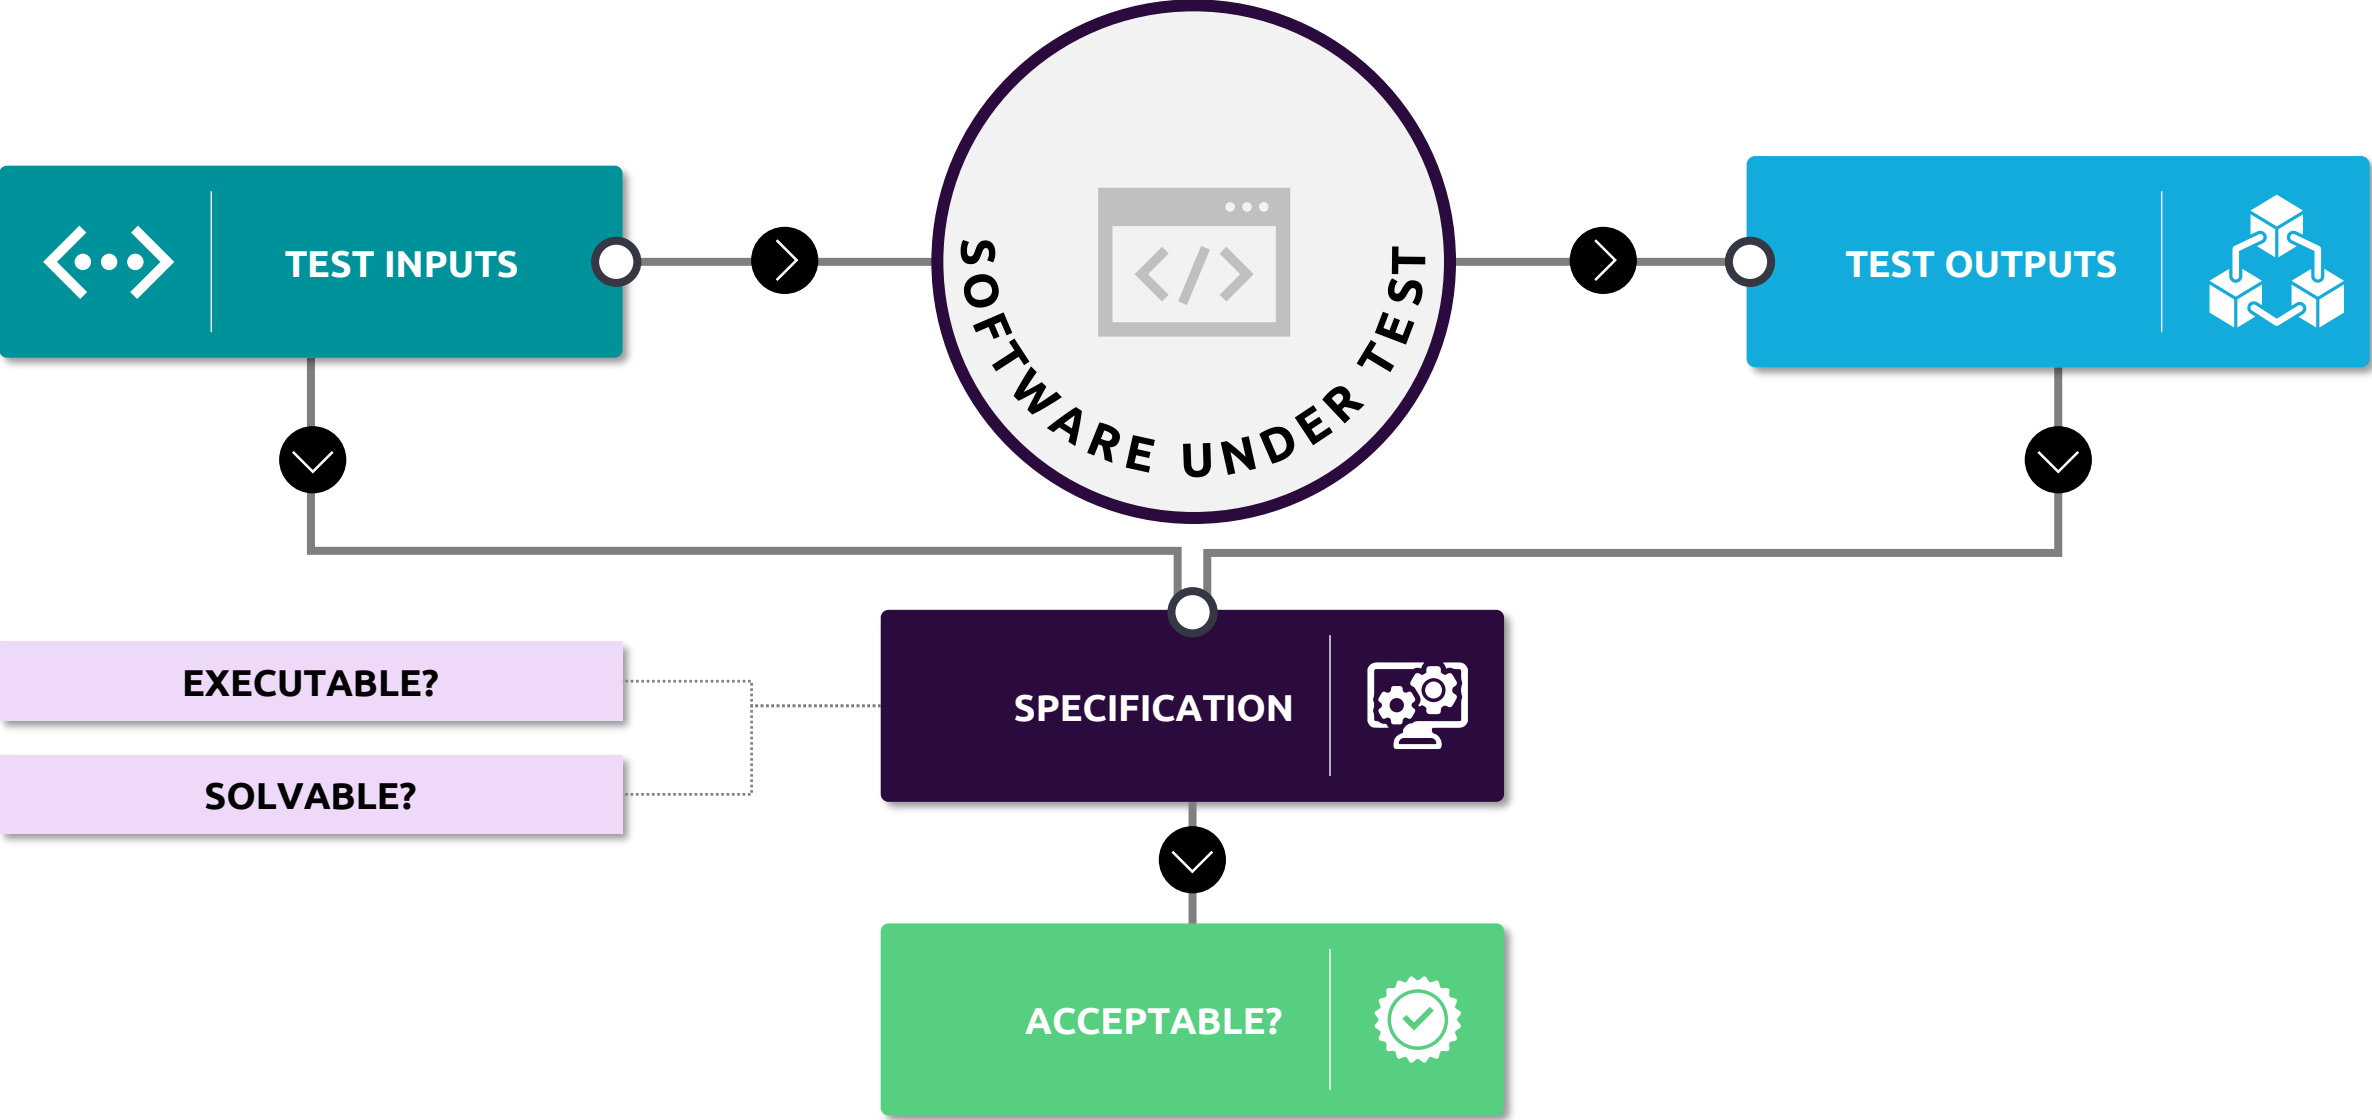 TEST INPUTS
SOFTWARE UNDER TEST
TEST OUTPUTS
EXECUTABLE?
SPECIFICATION
SOLVABLE?
ACCEPTABLE?